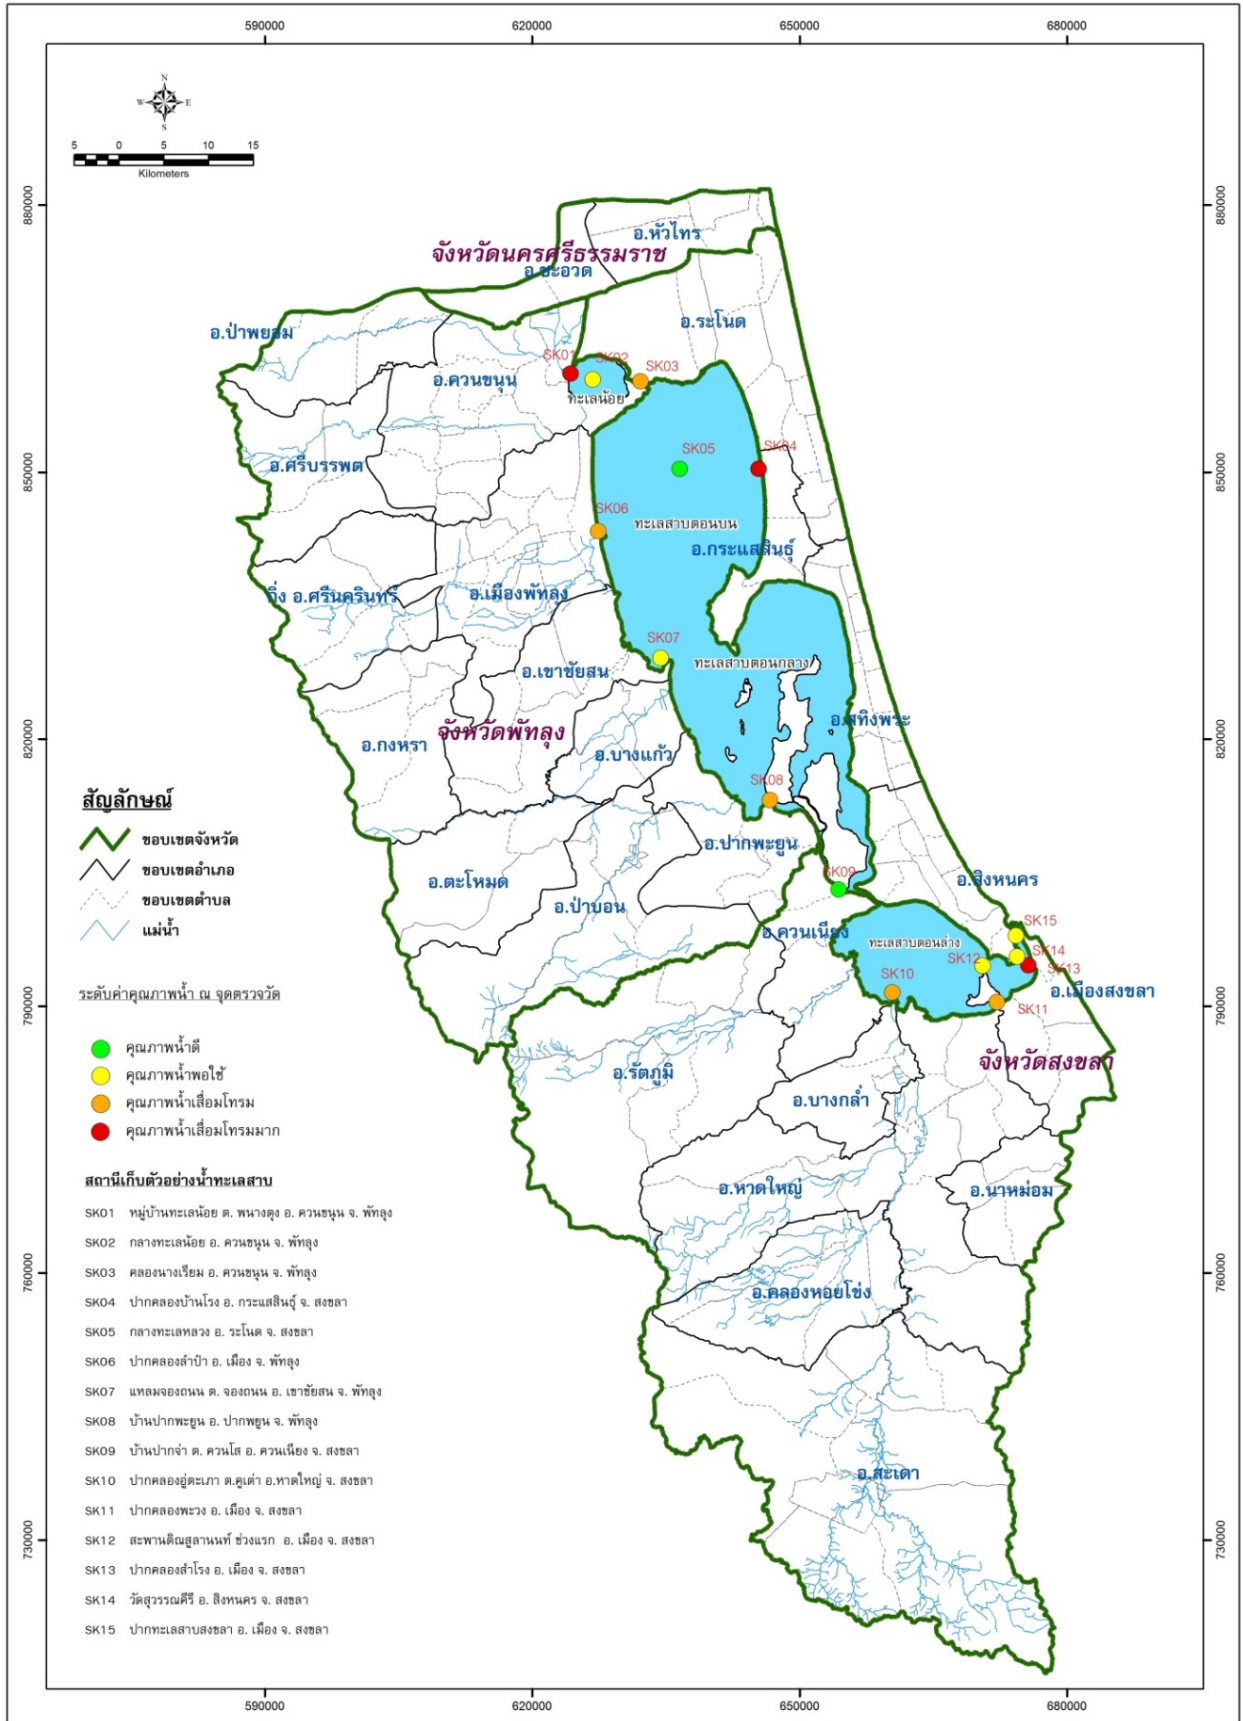 590000
620000
650000
680000
N
W
E
S
5 0 5 10 15
Kilometers
880000
880000
อ.หัวไทร
จังหวัดนครศรีธรรมราช
อ.ชะอวด
อ.ป่าพยอม
อ.ระโนด
SK01
SK02
SK03
อ.ควนขนุน
ทะเลน้อย
SK05
SK04
อ.ศรีบรรพต
850000
850000
SK06
ทะเลสาบตอนบน
อ.กระแสสินธุ์
กิ่ง อ.ศรีนครินทร์
อ.เมืองพัทลุง
SK07
ทะเลสาบตอนกลาง
อ.เขาชัยสน
อ.สทิงพระ
จังหวัดพัทลุง
820000
820000
อ.กงหรา
อ.บางแก้ว
SK08
สัญลักษณ์
ขอบเขตจังหวัด
ขอบเขตอำเภอ
ขอบเขตตำบล
แม่น้ำ
อ.ปากพะยูน
อ.ตะโหมด
SK09
อ.สิงหนคร
อ.ป่าบอน
อ.ควนเนียง
ทะเลสาบตอนล่าง
SK15
SK14
SK12
SK13
SK10
อ.เมืองสงขลา
SK11
790000
790000
ระดับค่าคุณภาพน้ำ ณ จุดตรวจวัด
คุณภาพน้ำดี
คุณภาพน้ำพอใช้
คุณภาพน้ำเสื่อมโทรม
คุณภาพน้ำเสื่อมโทรมมาก
จังหวัดสงขลา
อ.รัตภูมิ
อ.บางกล่ำ
อ.หาดใหญ่
อ.นาหม่อม
อ.คลองหอยโข่ง
760000
760000
อ.สะเดา
730000
730000
สถานีเก็บตัวอย่างน้ำทะเลสาบ
SK01 หมู่บ้านทะเลน้อย ต. พนางตุง อ. ควนขนุน จ. พัทลุง
SK02 กลางทะเลน้อย อ. ควนขนุน จ. พัทลุง
SK03 คลองนางเรียม อ. ควนขนุน จ. พัทลุง
SK04 ปากคลองบ้านโรง อ. กระแสสินธุ์ จ. สงขลา
SK05 กลางทะเลหลวง อ. ระโนด จ. สงขลา
SK06 ปากคลองลำปำ อ. เมือง จ. พัทลุง
SK07 แหลมจองถนน ต. จองถนน อ. เขาชัยสน จ. พัทลุง
SK08 บ้านปากพะยูน อ. ปากพยูน จ. พัทลุง
SK09 บ้านปากจ่า ต. ควนโส อ. ควนเนียง จ. สงขลา
SK10 ปากคลองอู่ตะเภา ต.คูเต่า อ.หาดใหญ่ จ. สงขลา
SK11 ปากคลองพะวง อ. เมือง จ. สงขลา
SK12 สะพานติณสูลานนท์ ช่วงแรก อ. เมือง จ. สงขลา
SK13 ปากคลองสำโรง อ. เมือง จ. สงขลา
SK14 วัดสุวรรณคีรี อ. สิงหนคร จ. สงขลา
SK15 ปากทะเลสาบสงขลา อ. เมือง จ. สงขลา
590000
620000
650000
680000